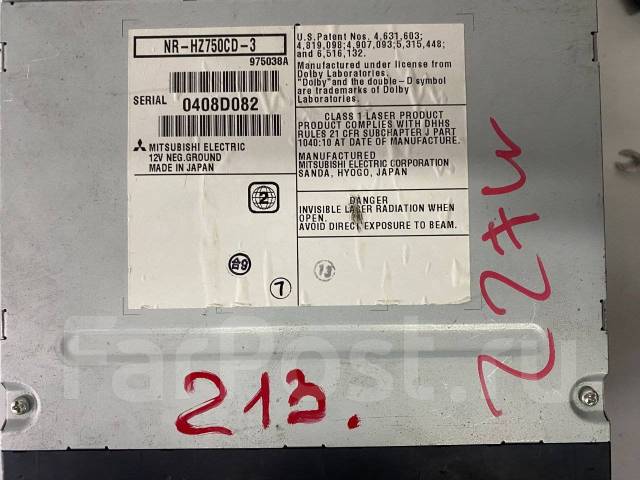 NR-HZ750CD-3
975038A
SERIAL 0408D082
MITSUBISHI ELECTRIC
12V NEG.GROUND
MADE IN JAPAN
2
台9
7
U.S.Patent Nos. 4,631,603;
4,819,098;4,907,093;5,315,448;
and 6,516,132.
Manufactured under license from
Dolby Laboratories.
"Dolby"and the double-D symbol
are trademarks of Dolby
Laboratories.
CLASS 1 LASER PRODUCT
PRODUCT COMPLIES WITH DHHS
RULES 21 CFR SUBCHAPTER J PART
1040:10 AT DATE OF MANUFACTURE.
MANUFACTURED
MITSUBISHI ELECTRIC CORPORATION
SANDA, HYOGO, JAPAN
DANGER
INVISIBLE LASER RADIATION WHEN
OPEN.
AVOID DIRECT EXPOSURE TO BEAM.
13
213.
FarPost.ru